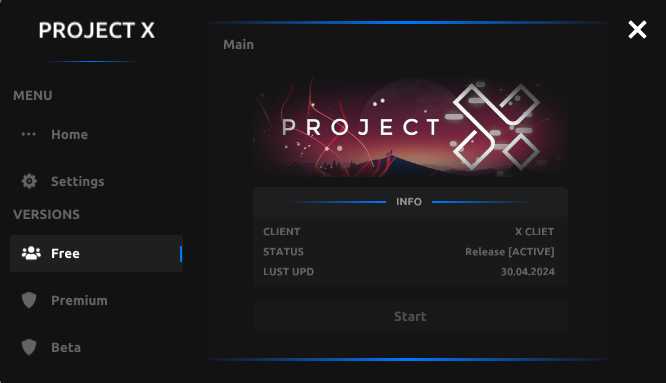 PROJECT X
MENU
Home
Settings
VERSIONS
Free
Premium
Beta
Main
PROJECT
INFO
CLIENT X CLIET
STATUS Release [ACTIVE]
LUST UPD 30.04.2024
Start